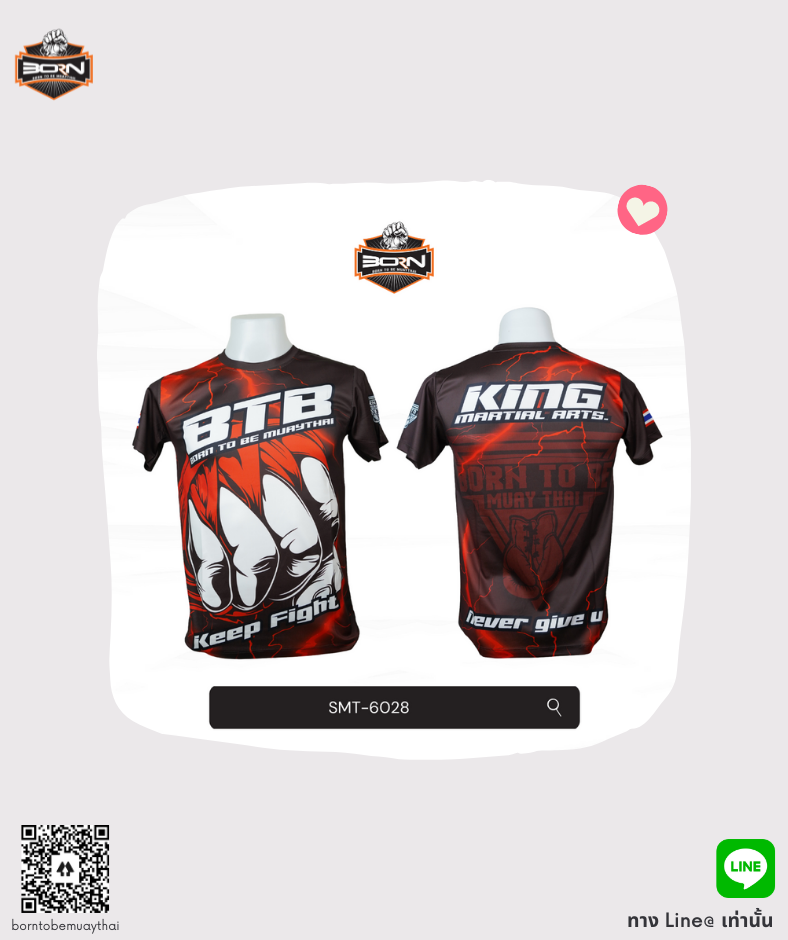 BORN
BORN TO BE MUAYTHAI
BORN
BORN TO BE MUAYTHAI
BTB
BORN TO BE MUAYTHAI
Keep Fight
KING
MARTIAL ARTS
BORN TO B
MUAY THAI
Never give u
SMT-6028
borntobemuaythai
LINE
ทาง Line@ เท่านั้น